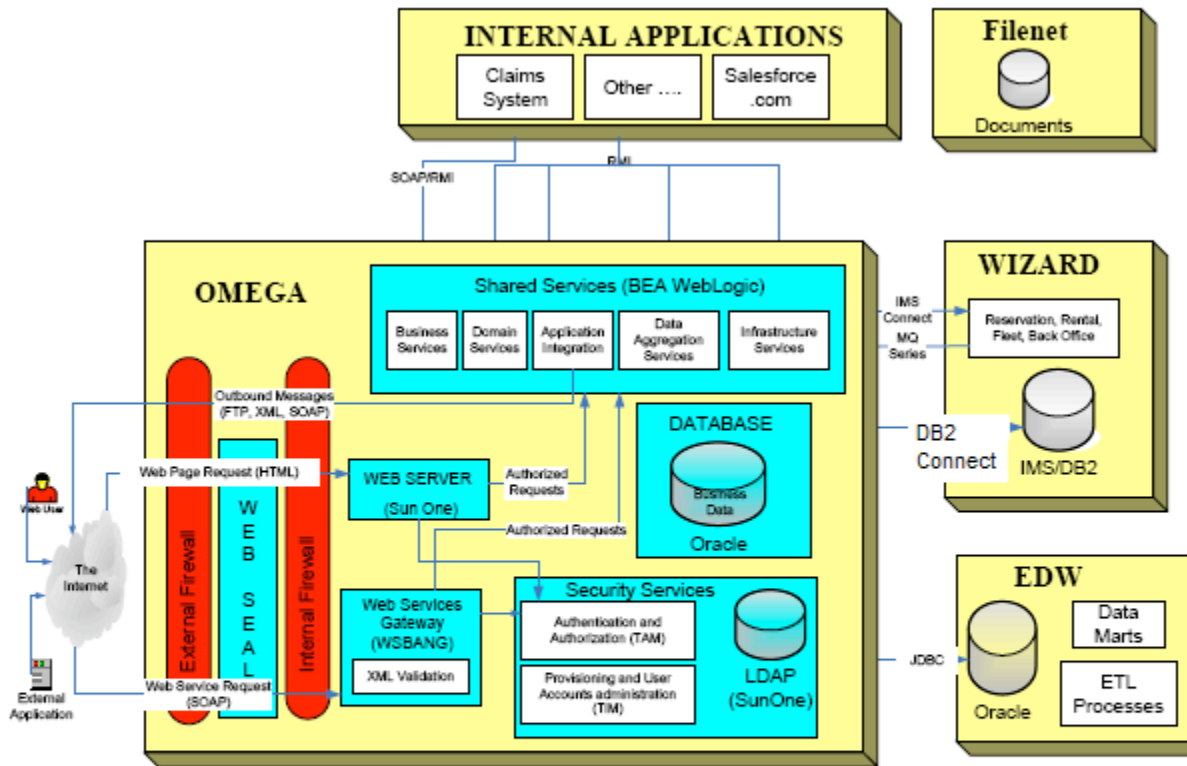 INTERNAL APPLICATIONS
Claims
System
Other ....
Salesforce
.com
Filenet
Documents
SOAP/RMI
RMI
OMEGA
Shared Services (BEA WebLogic)
Business
Services
Domain
Services
Application
Integration
Data
Aggregation
Services
Infrastructure
Services
IMS
Connect
MQ
Series
WIZARD
Reservation, Rental,
Fleet, Back Office
IMS/DB2
DB2
Connect
Outbound Messages
(FTP, XML, SOAP)
Web Page Request (HTML)
WEB SERVER
(Sun One)
Authorized
Requests
Authorized Requests
DATABASE
Business
Data
Oracle
Web User
The
Internet
External
Application
External Firewall
WEB SEAL
Internal Firewall
Web Service Request
(SOAP)
Web Services
Gateway
(WSBANG)
XML Validation
Security Services
Authentication and
Authorization (TAM)
Provisioning and User
Accounts administration
(TIM)
LDAP
(SunOne)
JDBC
EDW
Oracle
Data
Marts
ETL
Processes